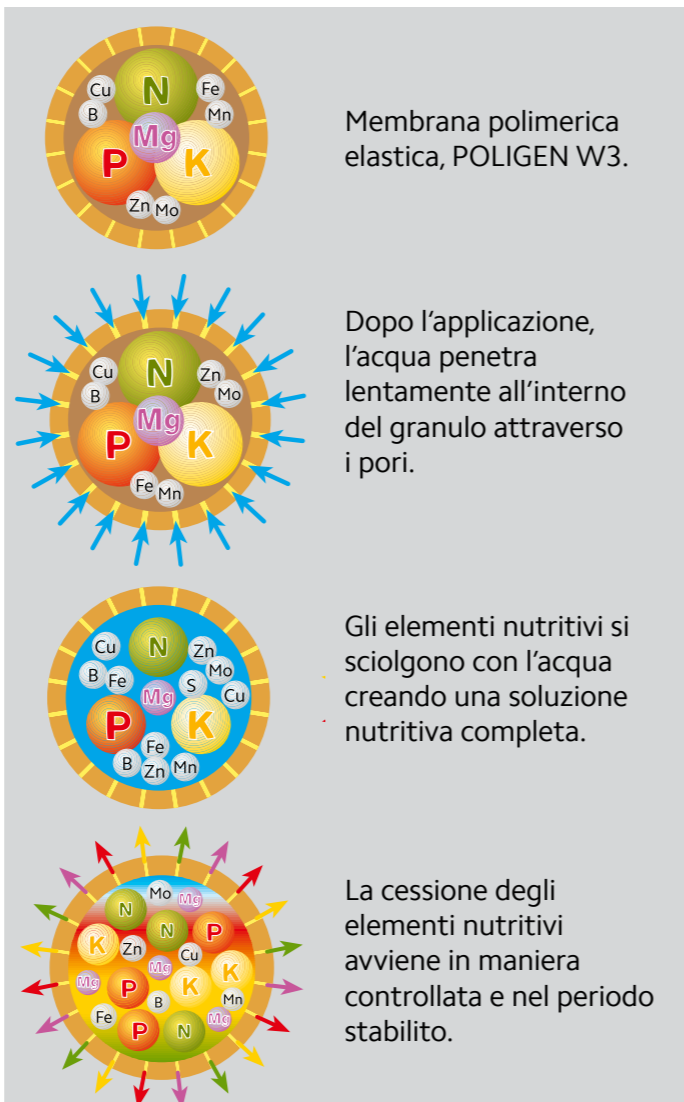 Cu N Fe
B Mn
Mg
P K
Zn Mo
Membrana polimerica
elastica, POLIGEN W3.
Cu N Zn
B Mo
Mg
P K
Fe Mn
Dopo l'applicazione,
l'acqua penetra
lentamente all'interno
del granulo attraverso
i pori.
Cu N Zn
B Fe Mo
Mg S Cu
P K
Fe
B Zn Mn
Gli elementi nutritivi si
sciolgono con l'acqua
creando una soluzione
nutritiva completa.
Mo Mg
N N P
K Zn Cu
Mg Mg K
P K
B Mn
Fe Mg
P N
La cessione degli
elementi nutritivi
avviene in maniera
controllata e nel periodo
stabilito.